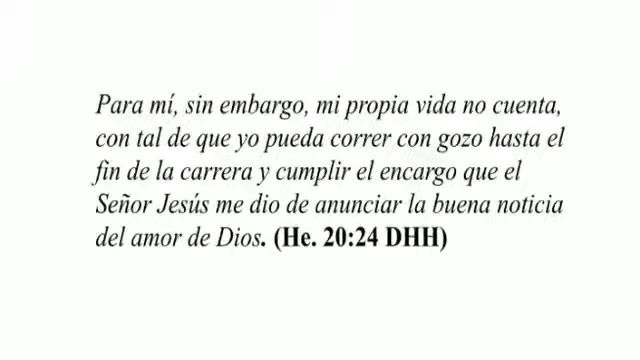 Para mí, sin embargo, mi propia vida no cuenta,
con tal de que yo pueda correr con gozo hasta el
fin de la carrera y cumplir el encargo que el
Señor Jesús me dio de anunciar la buena noticia
del amor de Dios. (He. 20:24 DHH)